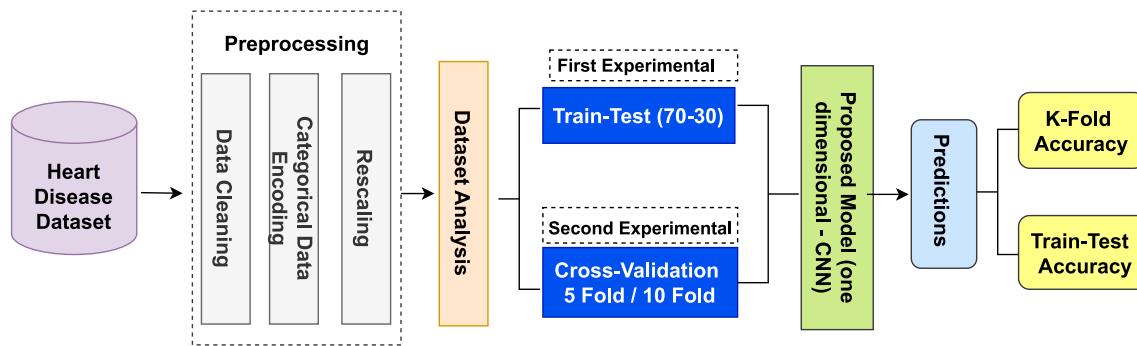 Heart
Disease
Dataset
Preprocessing
Data Cleaning
Categorical Data
Encoding
Rescaling
Dataset Analysis
First Experimental
Train-Test (70-30)
Second Experimental
Cross-Validation
5 Fold / 10 Fold
Proposed Model (one
dimensional - CNN)
Predictions
K-Fold
Accuracy
Train-Test
Accuracy